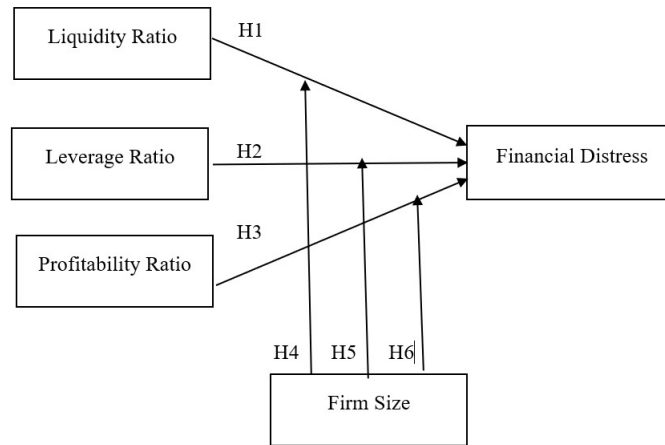 Liquidity Ratio
H1
Leverage Ratio
H2
Financial Distress
Profitability Ratio
H3
H4
H5
H6
Firm Size